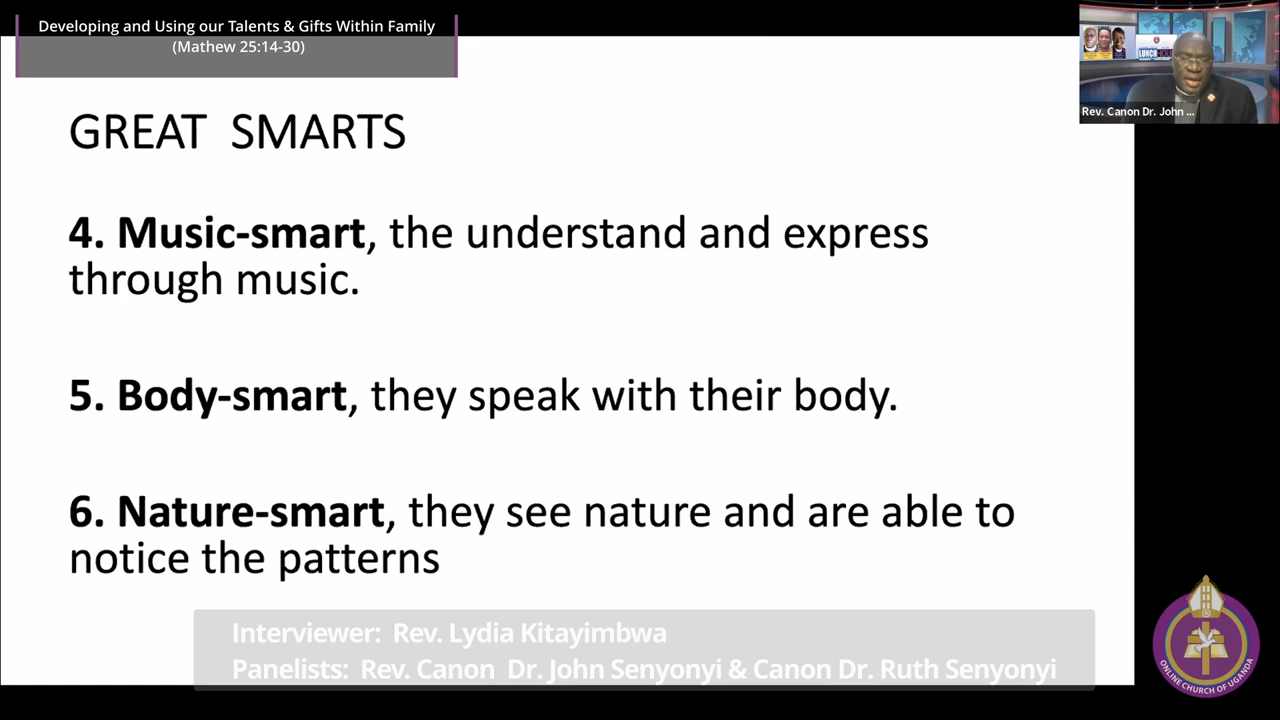 Developing and Using our Talents & Gifts Within Family
(Mathew 25:14-30)
LUNCH
Rev. Canon Dr. John ...
GREAT SMARTS
4. Music-smart, the understand and express
through music.
5. Body-smart, they speak with their body.
6. Nature-smart, they see nature and are able to
notice the patterns
Interviewer: Rev. Lydia Kitayimbwa
Panelists: Rev. Canon Dr. John Senyonyi & Canon Dr. Ruth Senyonyi
ONLINE CHURCH OF UGANDA